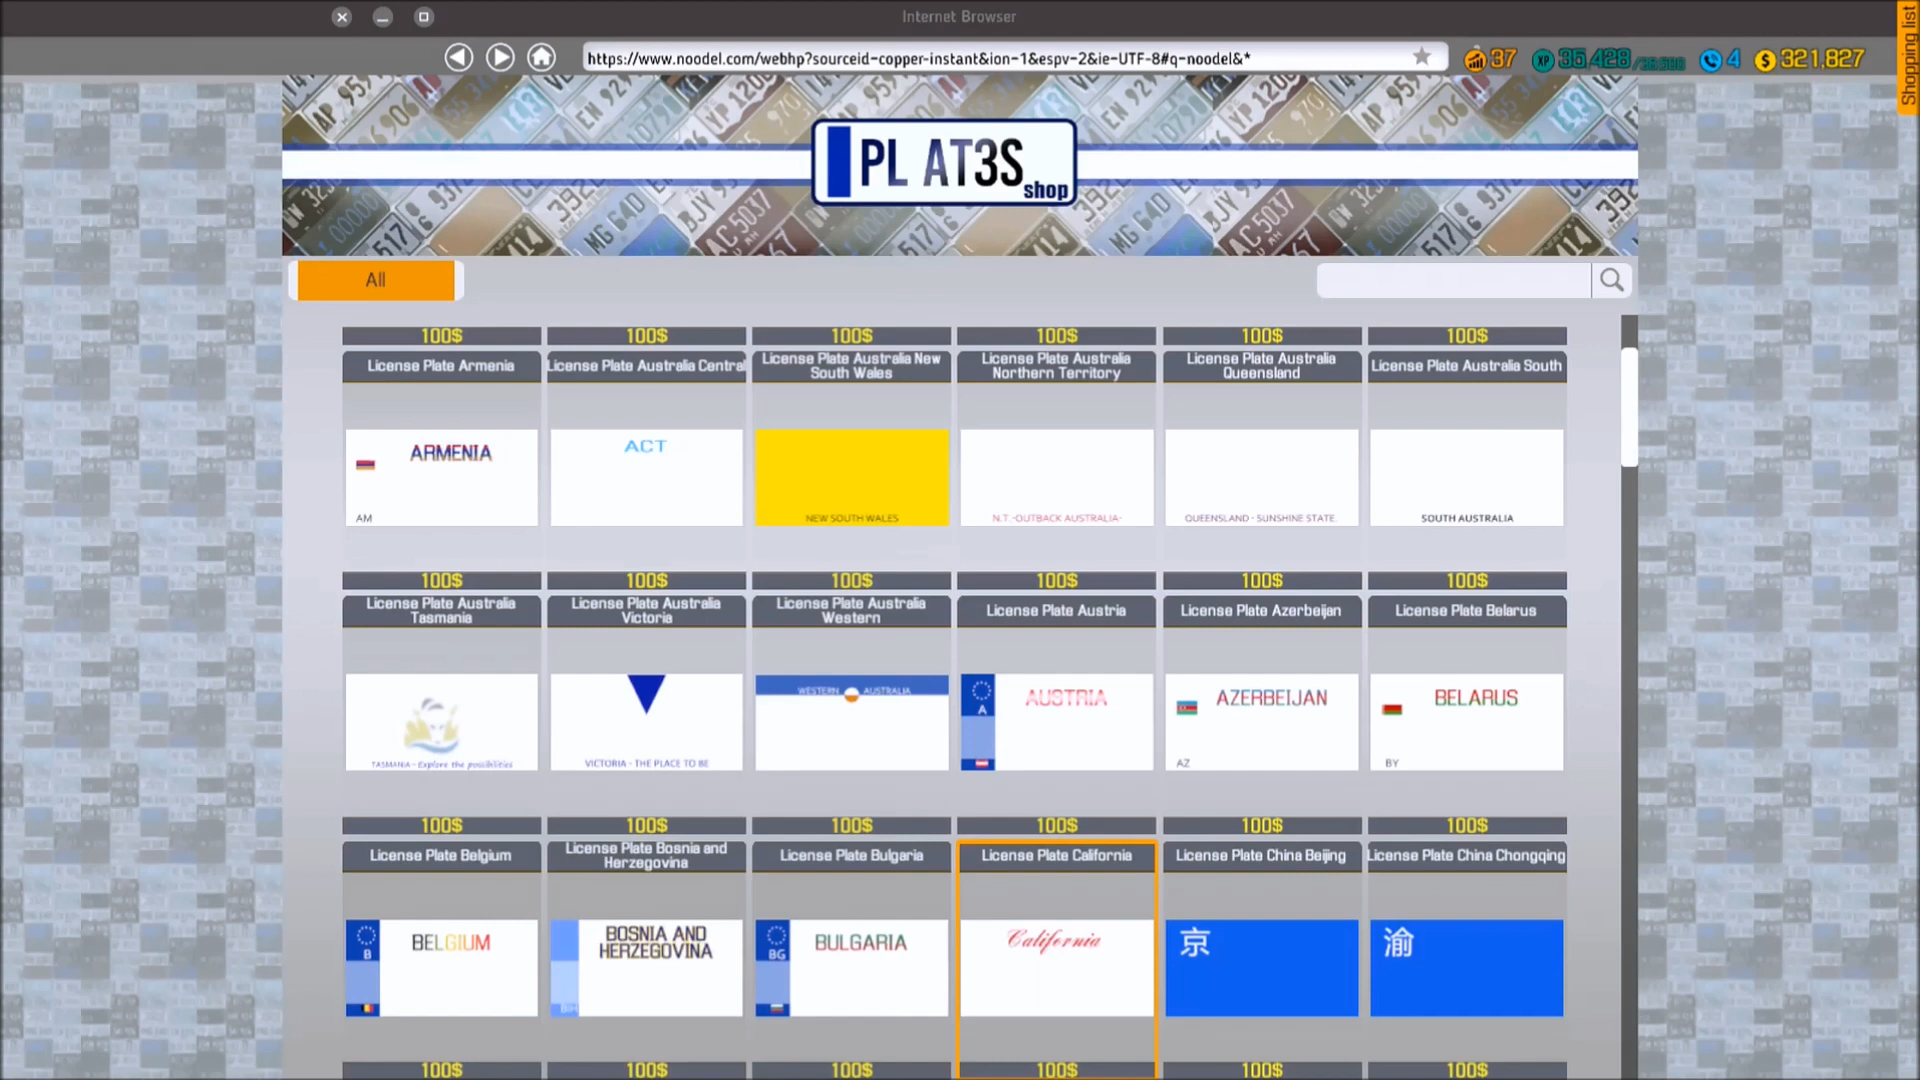 Internet Browser
Shopping list
https://www.noodel.com/webhp?sourceid-copper-instant&ion-1&espv-2&ie-UTF-8#q-noodel&*
37
XP 35,428
4
$ 321,827
PL AT3S
shop
All
100$ 100$ 100$ 100$ 100$ 100$
License Plate Armenia
License Plate Australia Central
License Plate Australia New
South Wales
License Plate Australia
Northern Territory
License Plate Australia
Queensland
License Plate Australia South
ARMENIA
AM
ACT
NEW SOUTH WALES
N.T.-OUTBACK AUSTRALIA-
QUEENSLAND - SUNSHINE STATE
SOUTH AUSTRALIA
100$ 100$ 100$ 100$ 100$ 100$
License Plate Australia
Tasmania
License Plate Australia
Victoria
License Plate Australia
Western
License Plate Austria
License Plate Azerbeijan
License Plate Belarus
TASMANIA - Explore the possibilities
VICTORIA - THE PLACE TO BE
WESTERN AUSTRALIA
A
AUSTRIA
AZERBEIJAN
AZ
BELARUS
BY
100$ 100$ 100$ 100$ 100$ 100$
License Plate Belgium
License Plate Bosnia and
Herzegovina
License Plate Bulgaria
License Plate California
License Plate China Beijing
License Plate China Chongqing
B
BELGIUM
BOSNIA AND
HERZEGOVINA
BIH
BG
BULGARIA
California
京
渝
100$ 100$ 100$ 100$ 100$ 100$